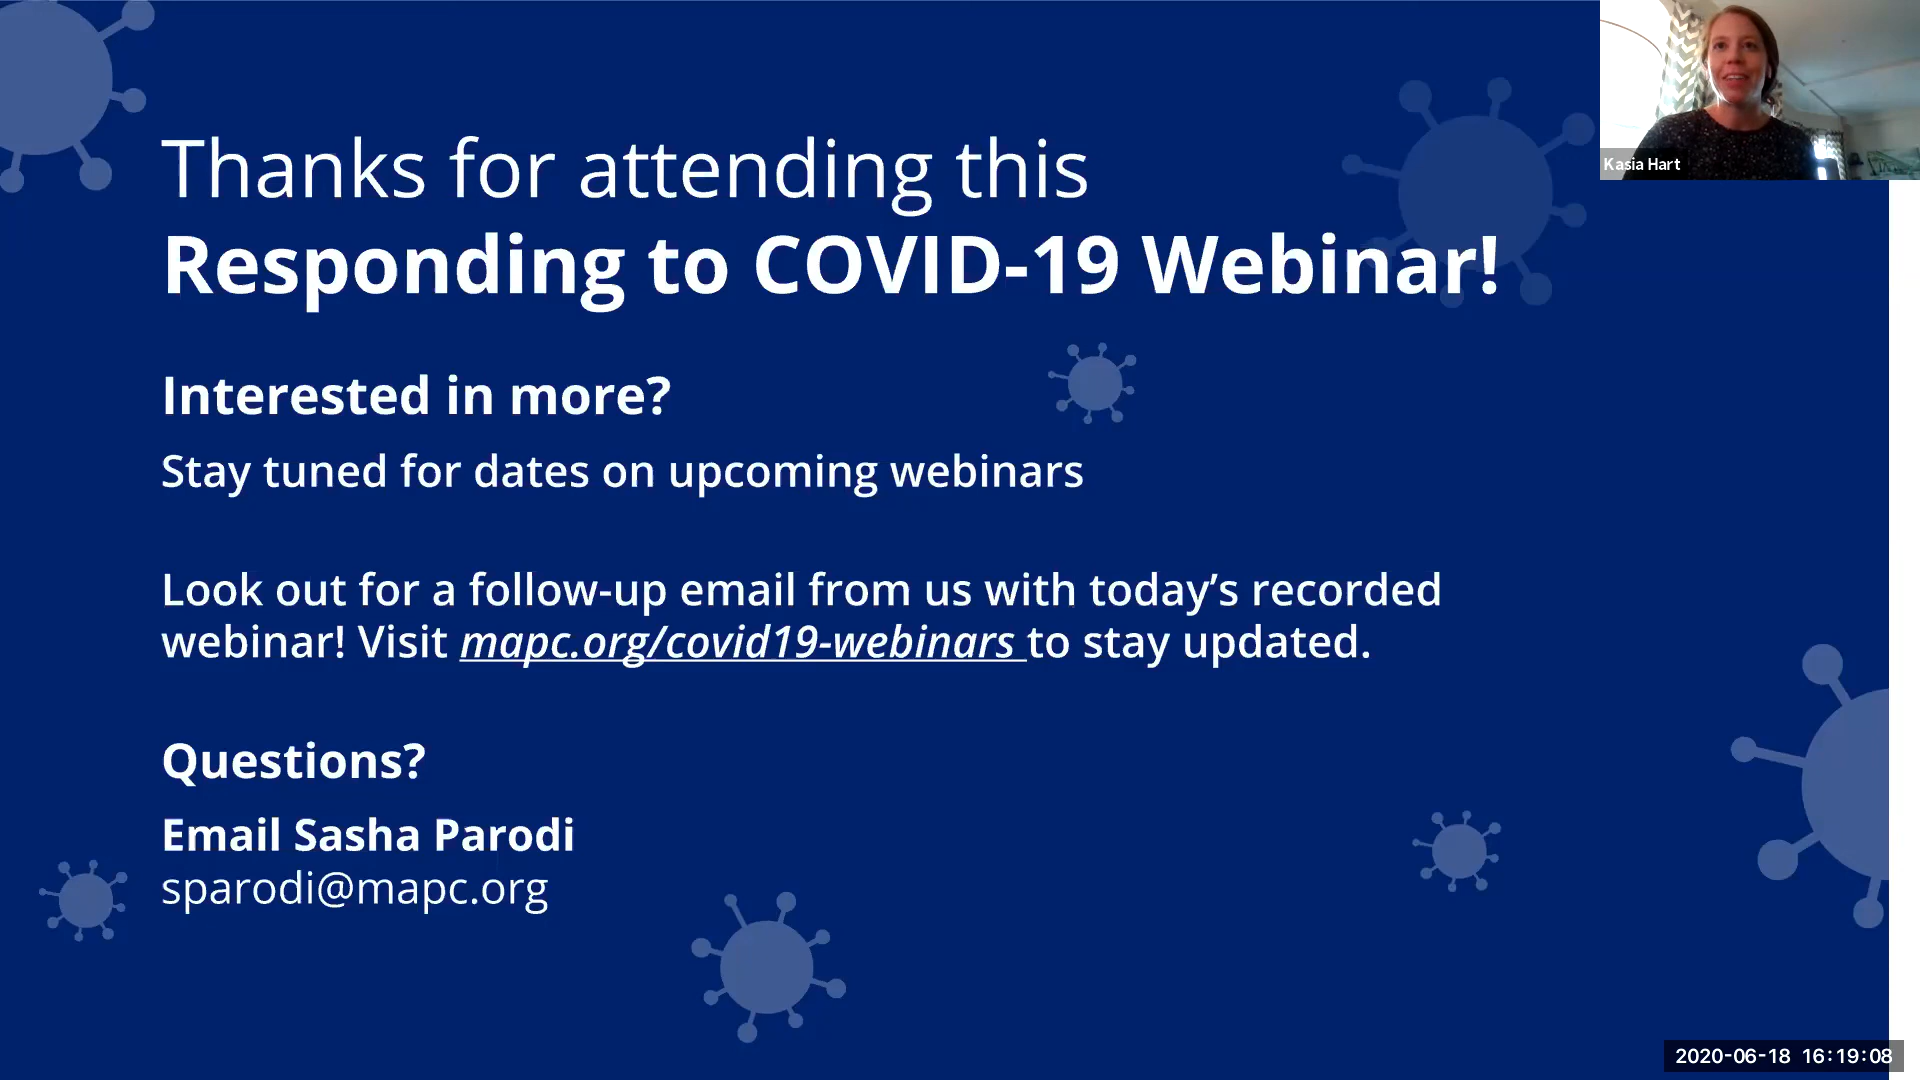 Thanks for attending this
Responding to COVID-19 Webinar!
Kasia Hart
Interested in more?
Stay tuned for dates on upcoming webinars
Look out for a follow-up email from us with today’s recorded
webinar! Visit mapc.org/covid19-webinars to stay updated.
Questions?
Email Sasha Parodi
sparodi@mapc.org
2020-06-18 16:19:08